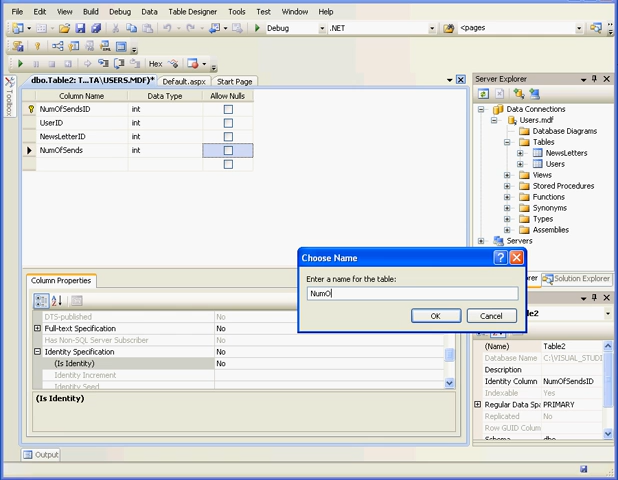 File Edit View Build Debug Data Table Designer Tools Test Window Help
Debug .NET <pages
Hex
dbo.Table2: T...TA\USERS.MDF)* Default.aspx Start Page
Toolbox
Column Name Data Type Allow Nulls
NumOfSendsID int
UserID int
NewsLetterID int
NumOfSends int
Server Explorer
Data Connections
Users.mdf
Database Diagrams
Tables
NewsLetters
Users
Views
Stored Procedures
Functions
Synonyms
Types
Assemblies
Servers
Choose Name
Enter a name for the table:
NumO
OK Cancel
Solution Explorer
Column Properties
DTS-published No
Full-text Specification No
Has Non-SQL Server Subscriber No
Identity Specification No
(Is Identity) No
Identity Increment
Identity Seed
(Is Identity)
(Name) Table2
Database Name C:\VISUAL_STUDI
Description
Identity Column NumOfSendsID
Indexable Yes
Regular Data Spa PRIMARY
Replicated No
Row GUID Colum
Schema dbo
Output